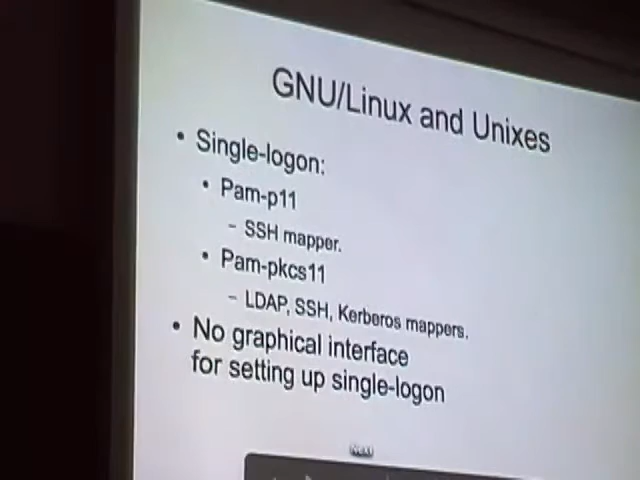 GNU/Linux and Unixes
• Single-logon:
• Pam-p11
– SSH mapper.
• Pam-pkcs11
– LDAP, SSH, Kerberos mappers.
• No graphical interface
for setting up single-logon
Next